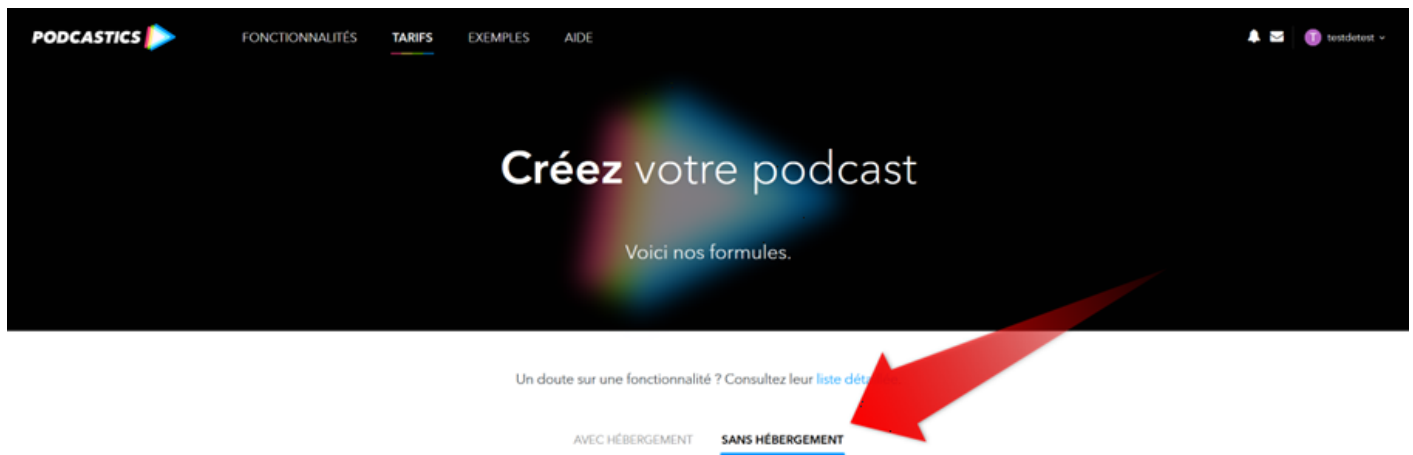 PODCASTICS FONCTIONNALITÉS TARIFS EXEMPLES AIDE T testdetest
Créez votre podcast
Voici nos formules.
Un doute sur une fonctionnalité ? Consultez leur liste
AVEC HÉBERGEMENT SANS HÉBERGEMENT